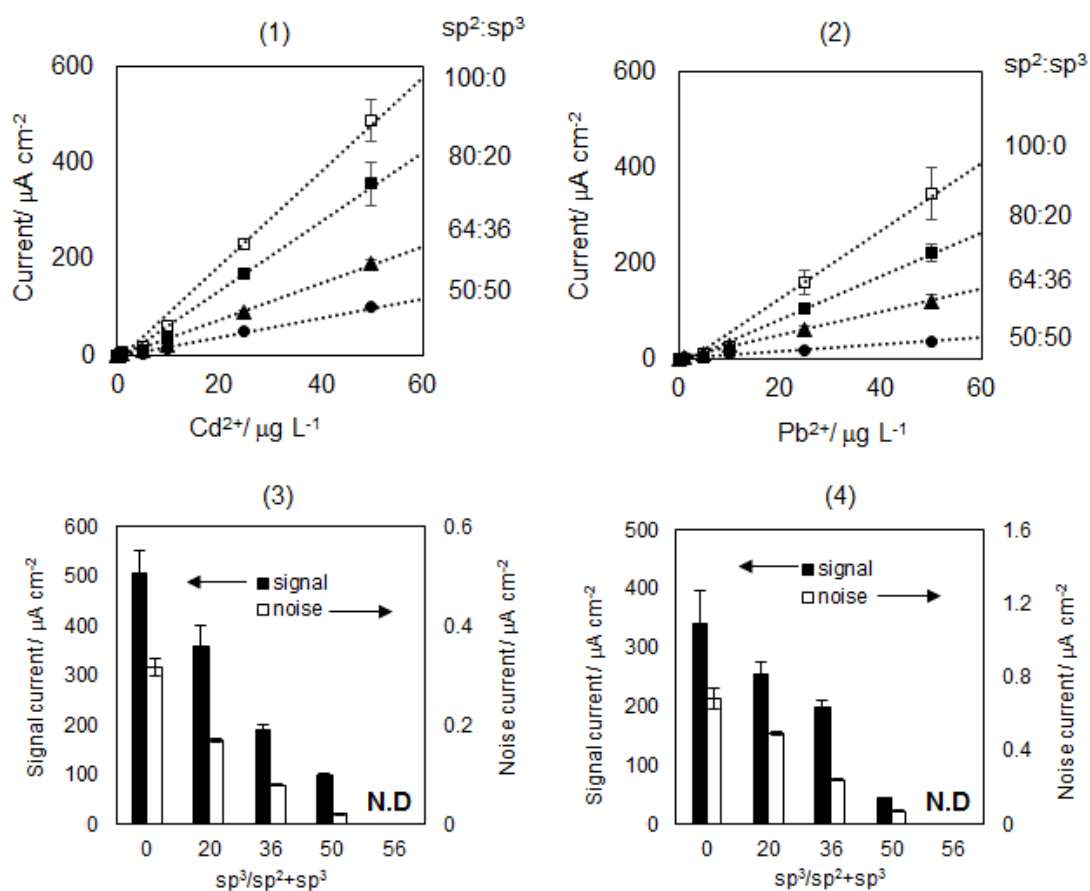 (1)
sp²:sp³
600
400
200
0
Current/ μA cm⁻²
100:0
80:20
64:36
50:50
0 20 40 60
Cd²⁺/ μg L⁻¹
(2)
sp²:sp³
600
400
200
0
Current/ μA cm⁻²
100:0
80:20
64:36
50:50
0 20 40 60
Pb²⁺/ μg L⁻¹
(3)
600
500
400
300
200
100
0
Signal current/ μA cm⁻²
signal
noise
N.D
0.6
0.4
0.2
0
Noise current/ μA cm⁻²
0 20 36 50 56
sp³/sp²+sp³
(4)
500
400
300
200
100
0
Signal current/ μA cm⁻²
signal
noise
N.D
1.6
1.2
0.8
0.4
0
Noise current/ μA cm⁻²
0 20 36 50 56
sp³/sp²+sp³